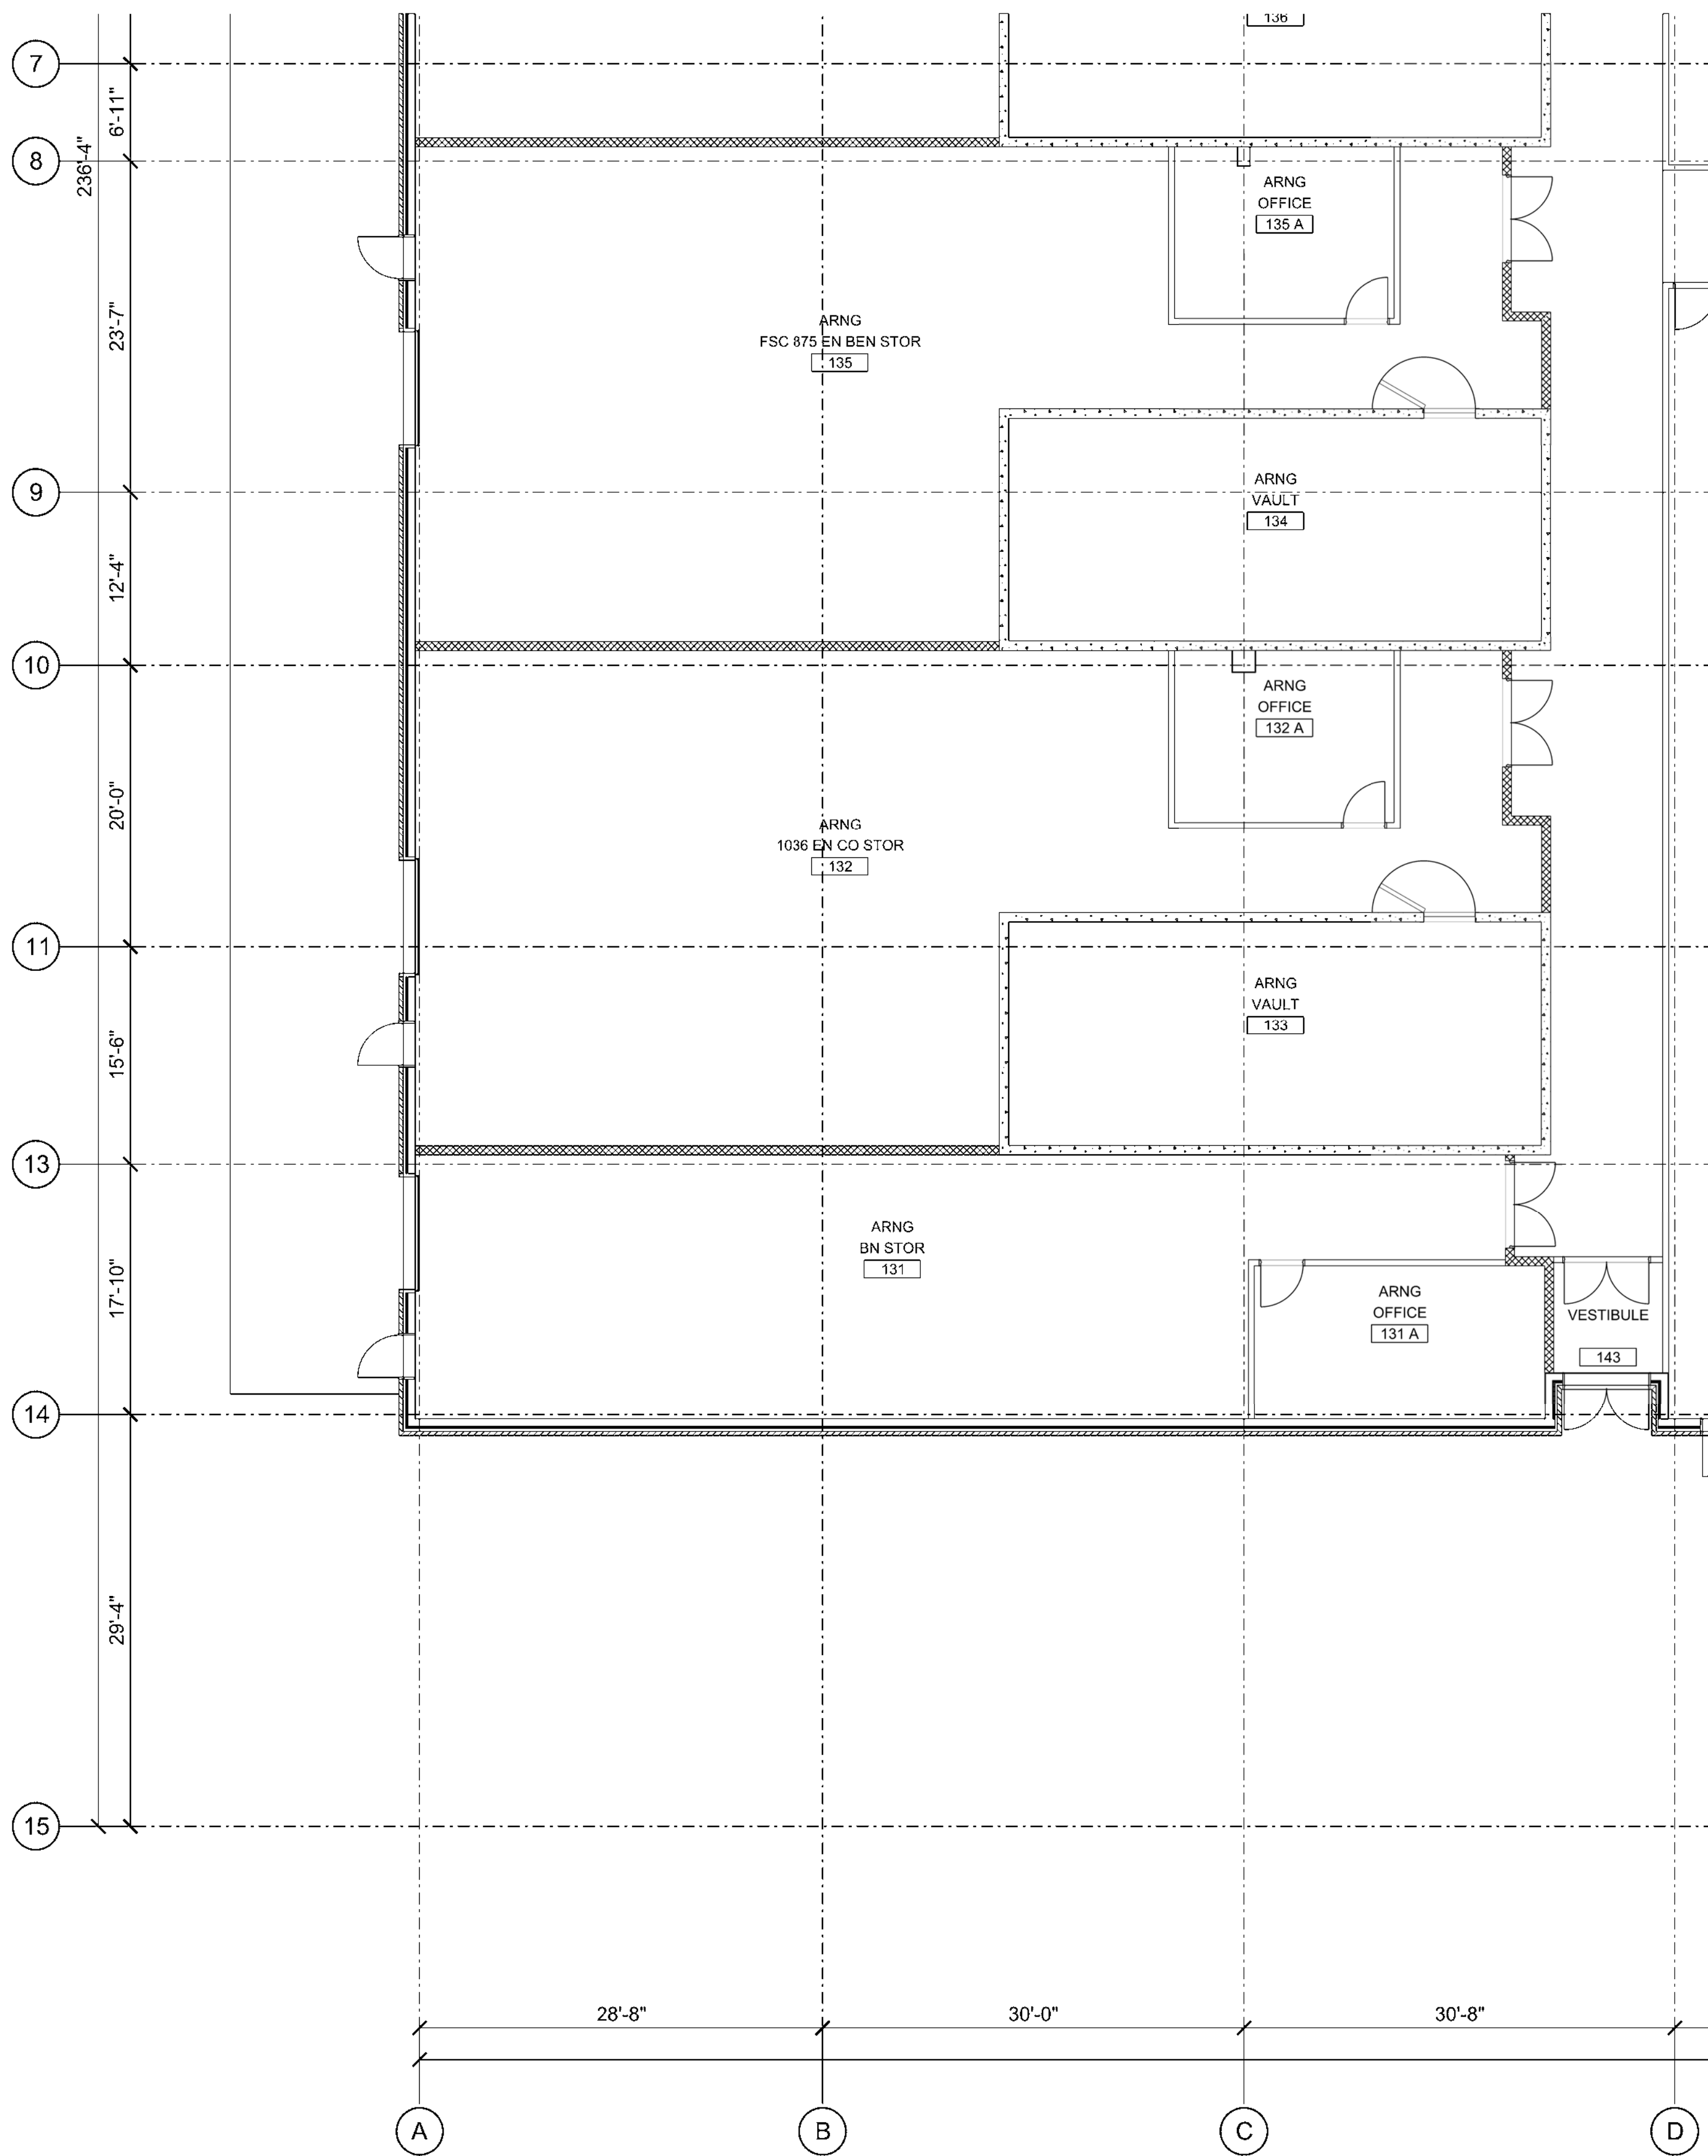 136
7
6'-11"
236'-4"
8
ARNG
OFFICE
135 A
23'-7"
ARNG
FSC 875 EN BEN STOR
135
9
ARNG
VAULT
134
12'-4"
10
ARNG
OFFICE
132 A
20'-0"
ARNG
1036 EN CO STOR
132
11
ARNG
VAULT
133
15'-6"
13
ARNG
BN STOR
131
17'-10"
ARNG
OFFICE
131 A
VESTIBULE
143
14
29'-4"
15
28'-8"
30'-0"
30'-8"
A
B
C
D